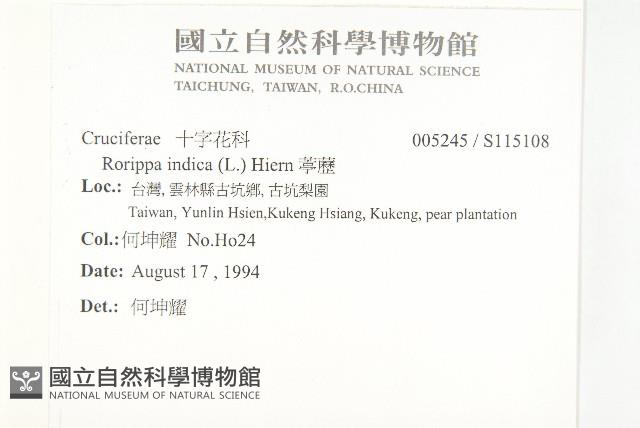 國立自然科學博物館
NATIONAL MUSEUM OF NATURAL SCIENCE
TAICHUNG, TAIWAN, R.O.CHINA
Cruciferae 十字花科 005245 / S115108
Rorippa indica (L.) Hiern 葶藶
Loc.: 台灣, 雲林縣古坑鄉, 古坑梨園
Taiwan, Yunlin Hsien,Kukeng Hsiang, Kukeng, pear plantation
Col.:何坤耀 No.Ho24
Date: August 17 , 1994
Det.: 何坤耀
國立自然科學博物館
NATIONAL MUSEUM OF NATURAL SCIENCE